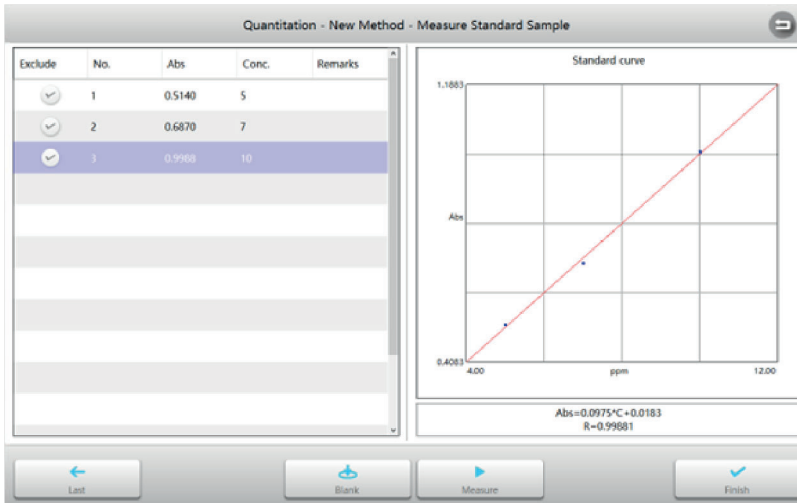 Quantitation - New Method - Measure Standard Sample
Exclude No. Abs Conc. Remarks
1 0.5140 5
2 0.6870 7
3 0.9988 10
Standard curve
1.1883
Abs
0.4083
4.00 ppm 12.00
Abs=0.0975*C+0.0183
R=0.99881
Last
Blank
Measure
Finish